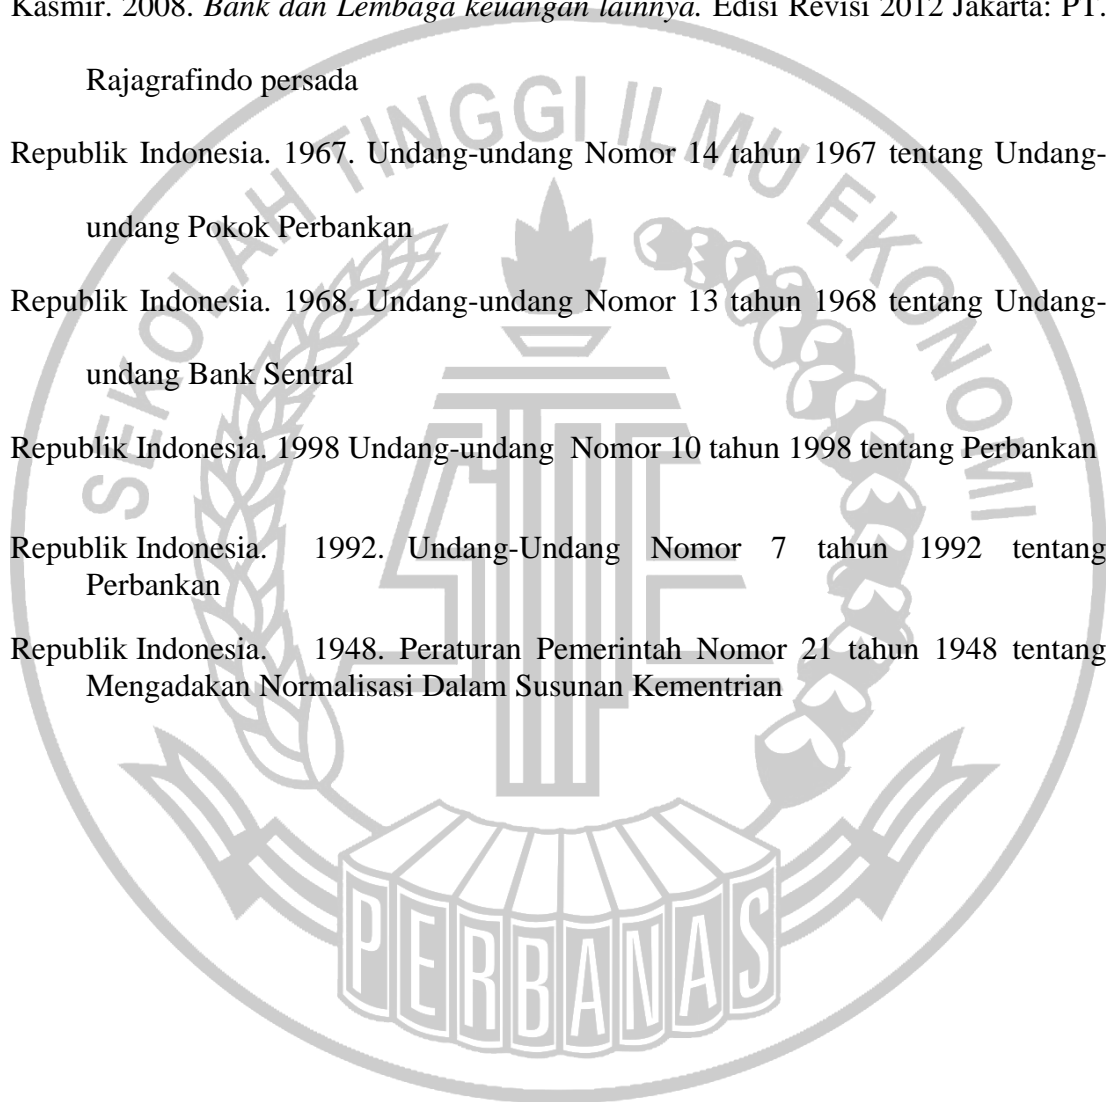 Kasmir. 2008. Bank dan Lembaga keuangan lainnya. Edisi Revisi 2012 Jakarta: PT.
Rajagrafindo persada
Republik Indonesia. 1967. Undang-undang Nomor 14 tahun 1967 tentang Undang-
undang Pokok Perbankan
Republik Indonesia. 1968. Undang-undang Nomor 13 tahun 1968 tentang Undang-
undang Bank Sentral
Republik Indonesia. 1998 Undang-undang Nomor 10 tahun 1998 tentang Perbankan
Republik Indonesia. 1992. Undang-Undang Nomor 7 tahun 1992 tentang
Perbankan
Republik Indonesia. 1948. Peraturan Pemerintah Nomor 21 tahun 1948 tentang
Mengadakan Normalisasi Dalam Susunan Kementrian
SEKOLAH TINGGI ILMU EKONOMI
PERBANAS